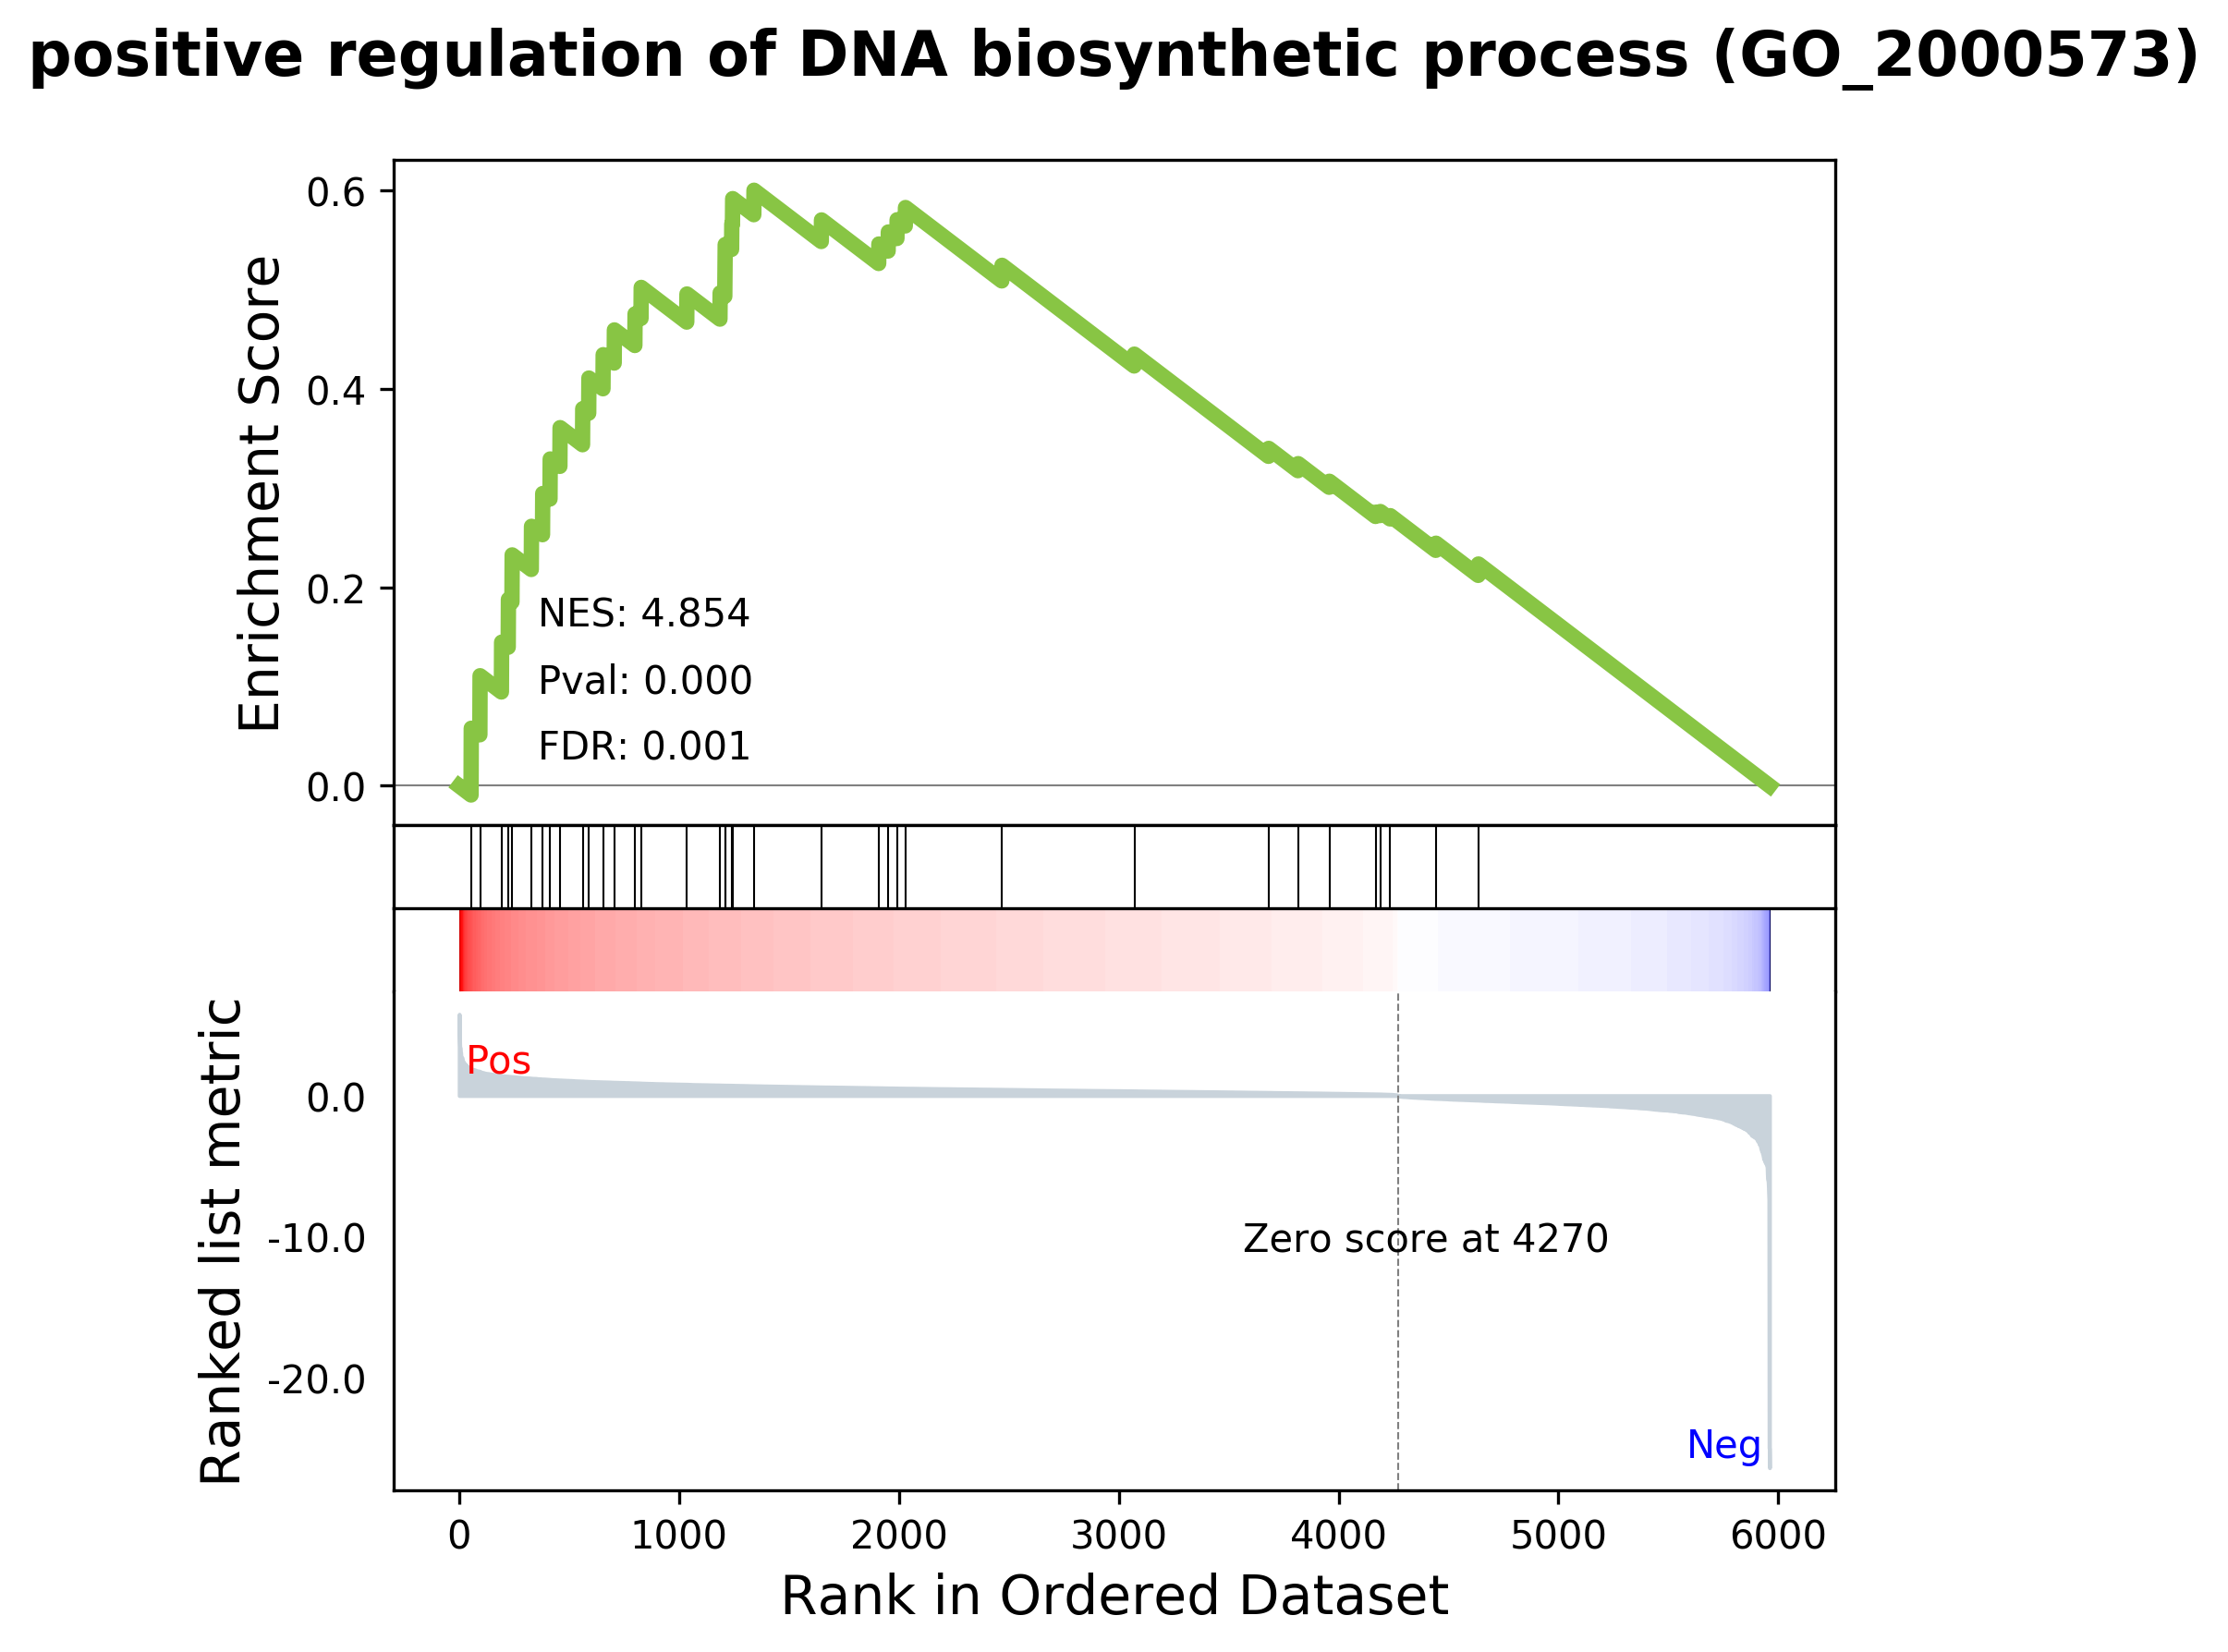 positive regulation of DNA biosynthetic process (GO_2000573)
Enrichment Score
0.6
0.4
0.2
0.0
NES: 4.854
Pval: 0.000
FDR: 0.001
Ranked list metric
Pos
0.0
-10.0
-20.0
Zero score at 4270
Neg
0 1000 2000 3000 4000 5000 6000
Rank in Ordered Dataset